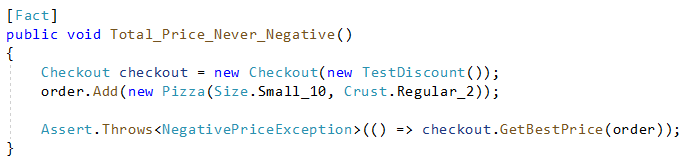 [Fact]
public void Total_Price_Never_Negative()
{
Checkout checkout = new Checkout(new TestDiscount());
order.Add(new Pizza(Size.Small_10, Crust.Regular_2));
Assert.Throws<NegativePriceException>(() => checkout.GetBestPrice(order));
}